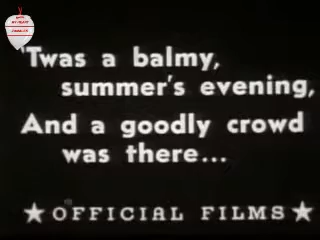 'Twas a balmy,
summer's evening,
And a goodly crowd
was there...
★ OFFICIAL FILMS ★